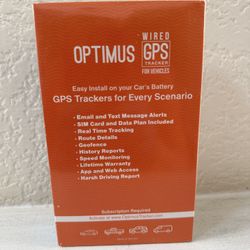 OPTIMUS
WIRED
GPS
TRACKER
FOR VEHICLES
Easy Install on your Car's Battery
GPS Trackers for Every Scenario
• Email and Text Message Alerts
• SIM Card and Data Plan Included
• Real Time Tracking
• Route Details
• Geofence
• History Reports
• Speed Monitoring
• Lifetime Warranty
• App and Web Access
• Harsh Driving Report
Subscription Required
Activate at www.OptimusTracker.com